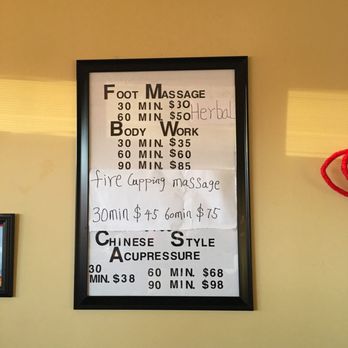 FOOT MASSAGE
30 MIN. $30
60 MIN. $50 Herbal
BODY WORK
30 MIN. $35
60 MIN. $60
90 MIN. $85
fire Cupping massage
30min $45 60min $75
CHINESE STYLE
ACUPRESSURE
30 MIN. $38
60 MIN. $68
90 MIN. $98